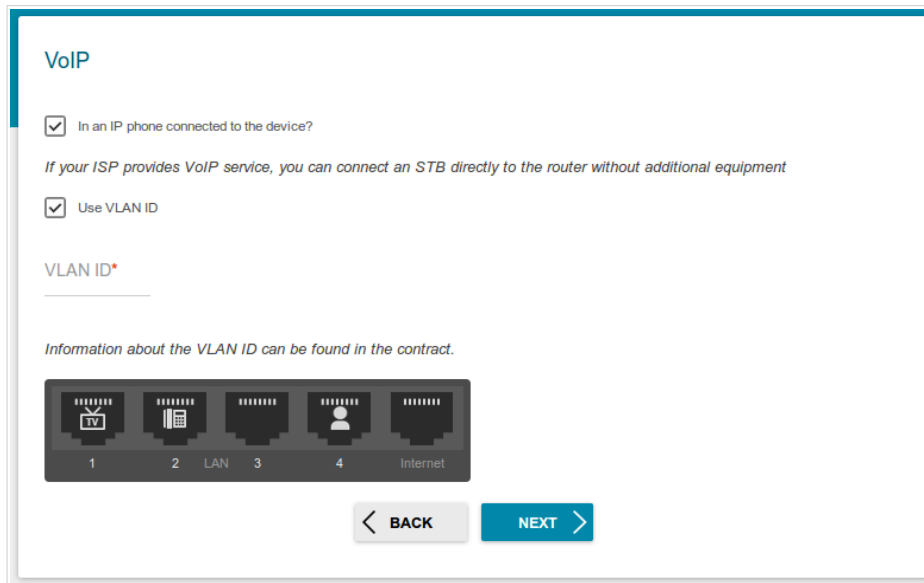 VoIP
In an IP phone connected to the device?
If your ISP provides VoIP service, you can connect an STB directly to the router without additional equipment
Use VLAN ID
VLAN ID*
Information about the VLAN ID can be found in the contract.
TV
1 2 LAN 3 4 Internet
BACK NEXT